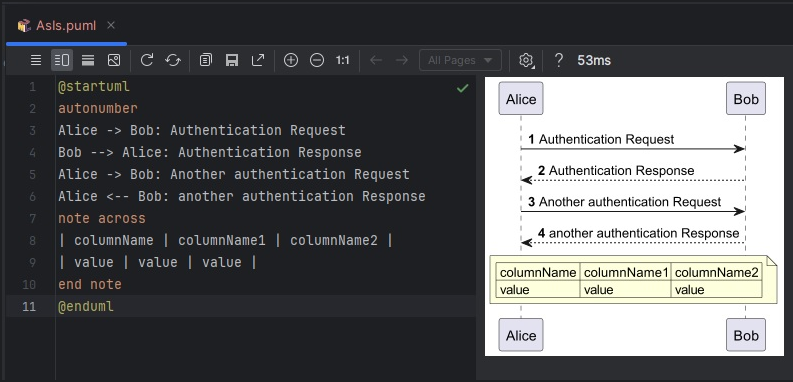 AsIs.puml
1:1
All Pages
?
53ms
1 @startuml
2 autonumber
3 Alice -> Bob: Authentication Request
4 Bob --> Alice: Authentication Response
5 Alice -> Bob: Another authentication Request
6 Alice <-- Bob: another authentication Response
7 note across
8 | columnName | columnName1 | columnName2 |
9 | value | value | value |
10 end note
11 @enduml
Alice Bob
1 Authentication Request
2 Authentication Response
3 Another authentication Request
4 another authentication Response
columnName columnName1 columnName2
value value value
Alice Bob